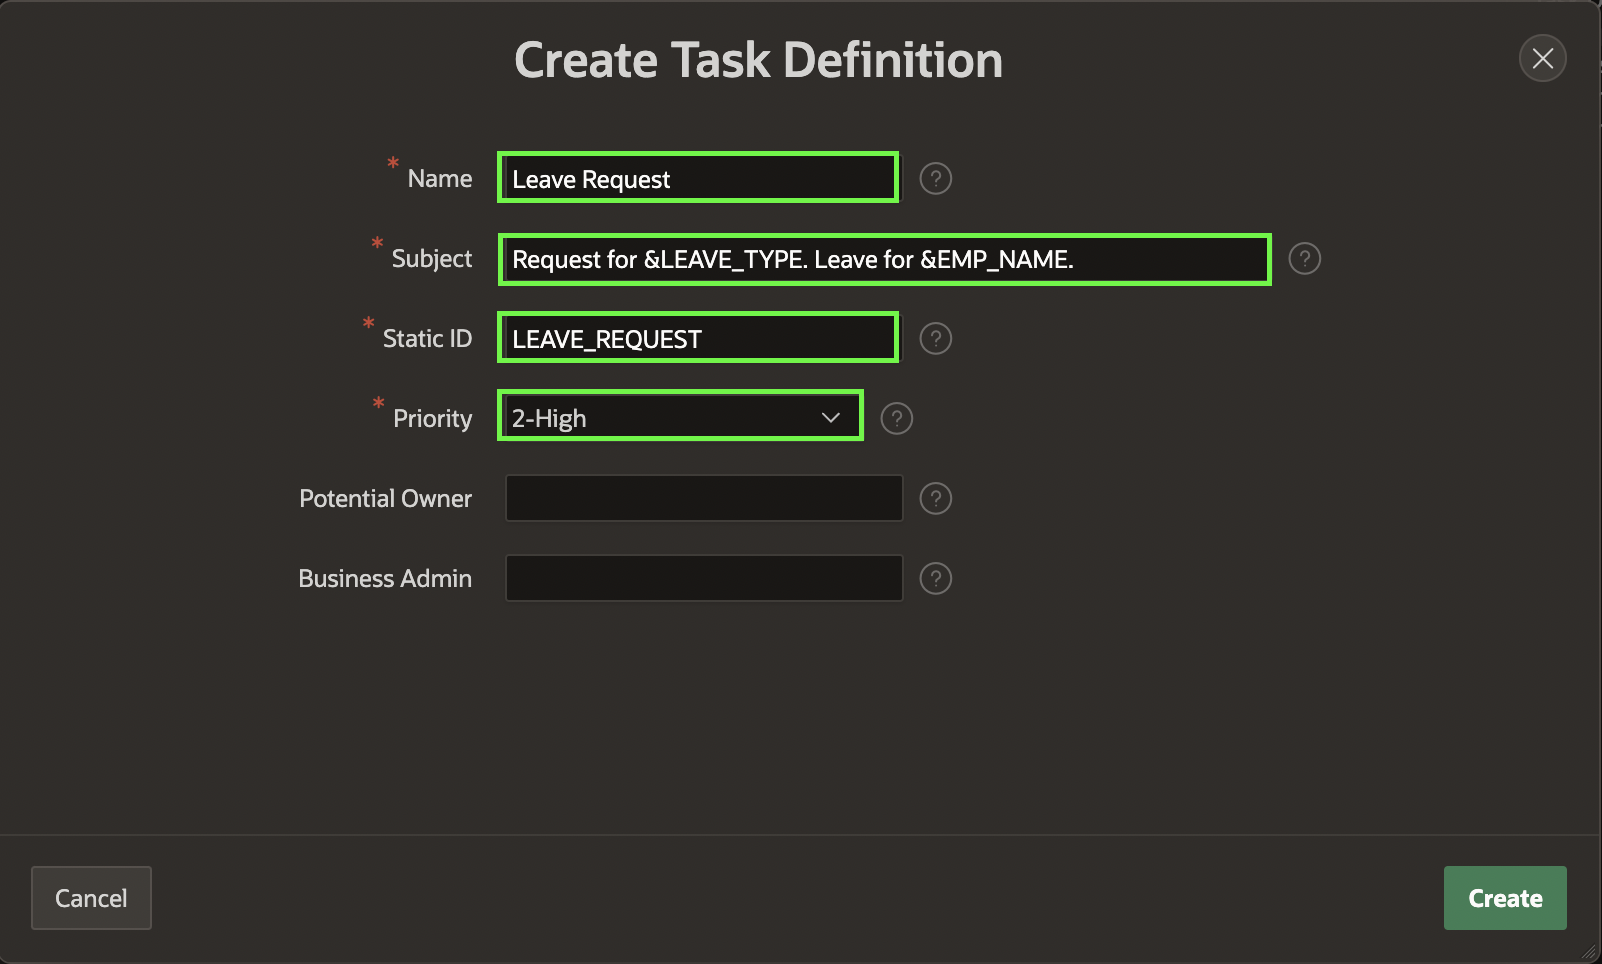 Create Task Definition
* Name Leave Request ?
* Subject Request for &LEAVE_TYPE. Leave for &EMP_NAME. ?
* Static ID LEAVE_REQUEST ?
* Priority 2-High ?
Potential Owner ?
Business Admin ?
Cancel Create